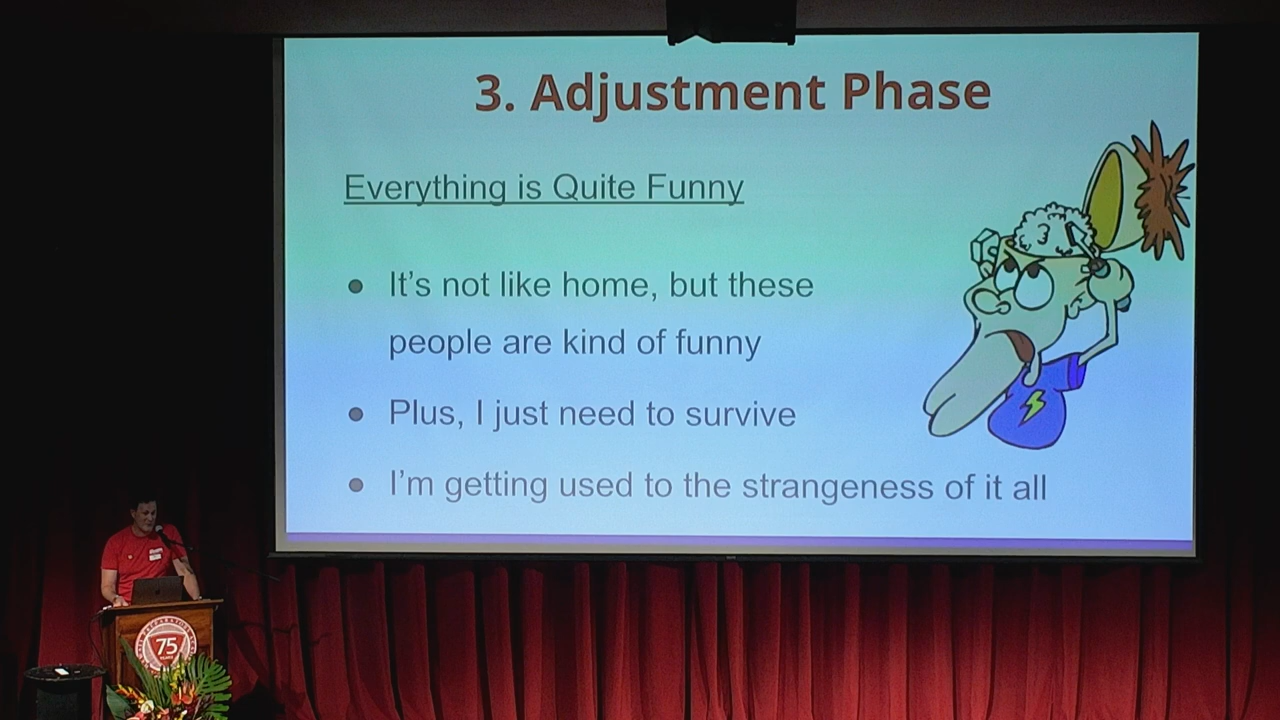 3. Adjustment Phase
Everything is Quite Funny
● It's not like home, but these
people are kind of funny
● Plus, I just need to survive
● I'm getting used to the strangeness of it all
75